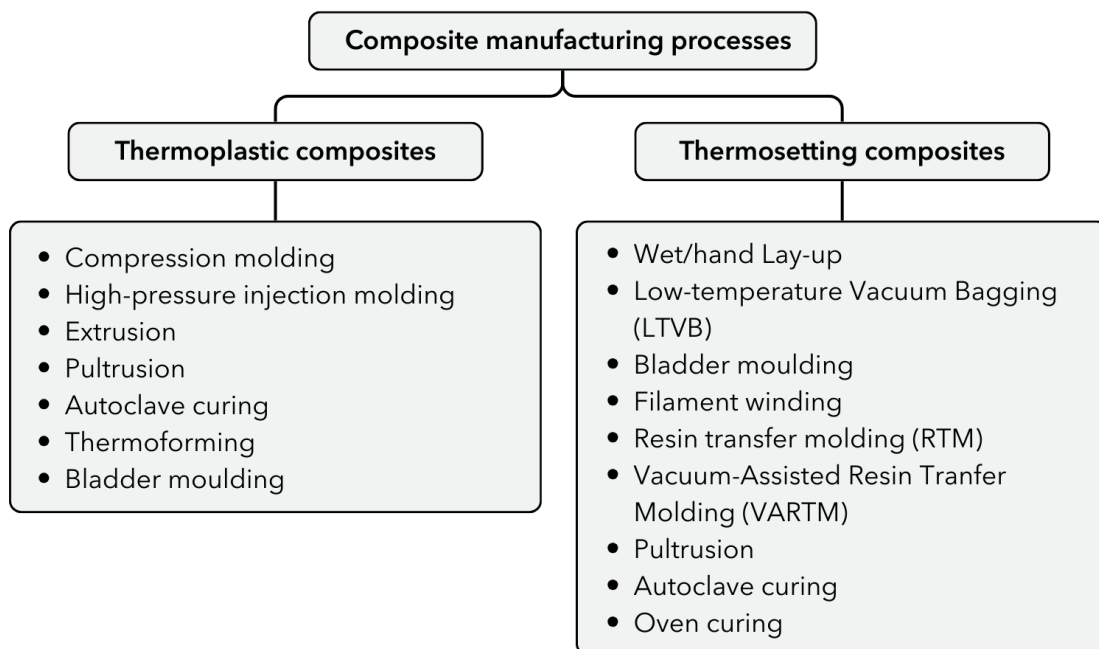 Composite manufacturing processes
Thermoplastic composites
• Compression molding
• High-pressure injection molding
• Extrusion
• Pultrusion
• Autoclave curing
• Thermoforming
• Bladder moulding
Thermosetting composites
• Wet/hand Lay-up
• Low-temperature Vacuum Bagging
(LTVB)
• Bladder moulding
• Filament winding
• Resin transfer molding (RTM)
• Vacuum-Assisted Resin Tranfer
Molding (VARTM)
• Pultrusion
• Autoclave curing
• Oven curing